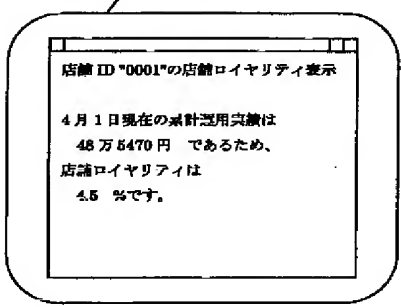 店舗 ID "0001"の店舗ロイヤリティ表示
4月1日現在の累計運用実績は
48万5470円 であるため、
店舗ロイヤリティは
4.5 %です。